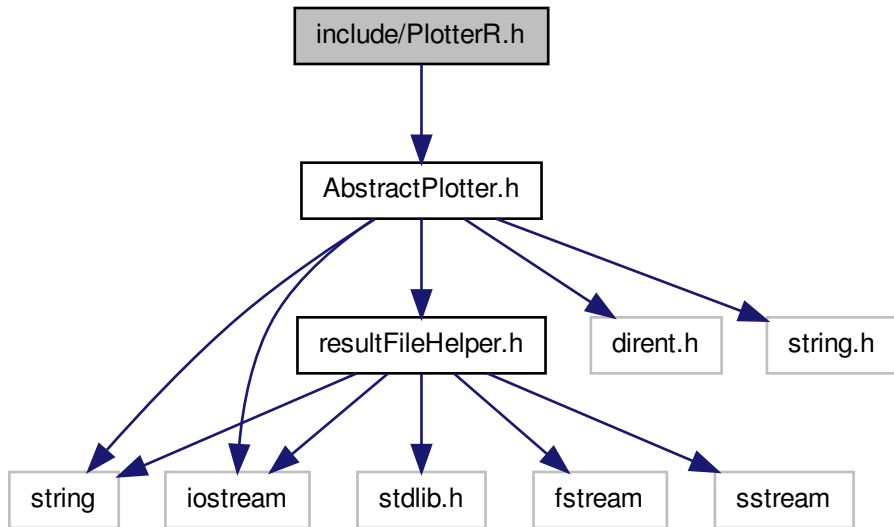 include/PlotterR.h
AbstractPlotter.h
resultFileHelper.h
dirent.h
string.h
string
iostream
stdlib.h
fstream
sstream